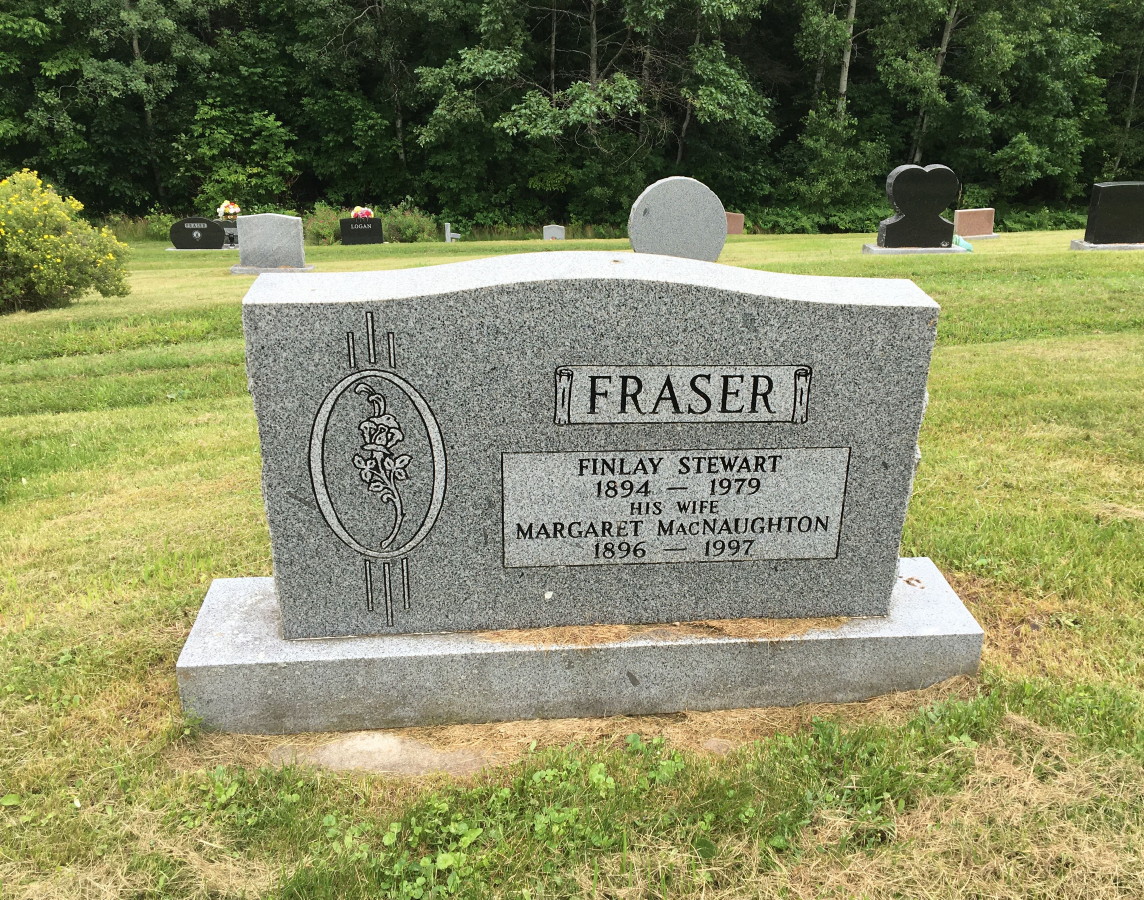 LOGAN
FRASER
FINLAY STEWART
1894 — 1979
HIS WIFE
MARGARET MACNAUGHTON
1896 — 1997